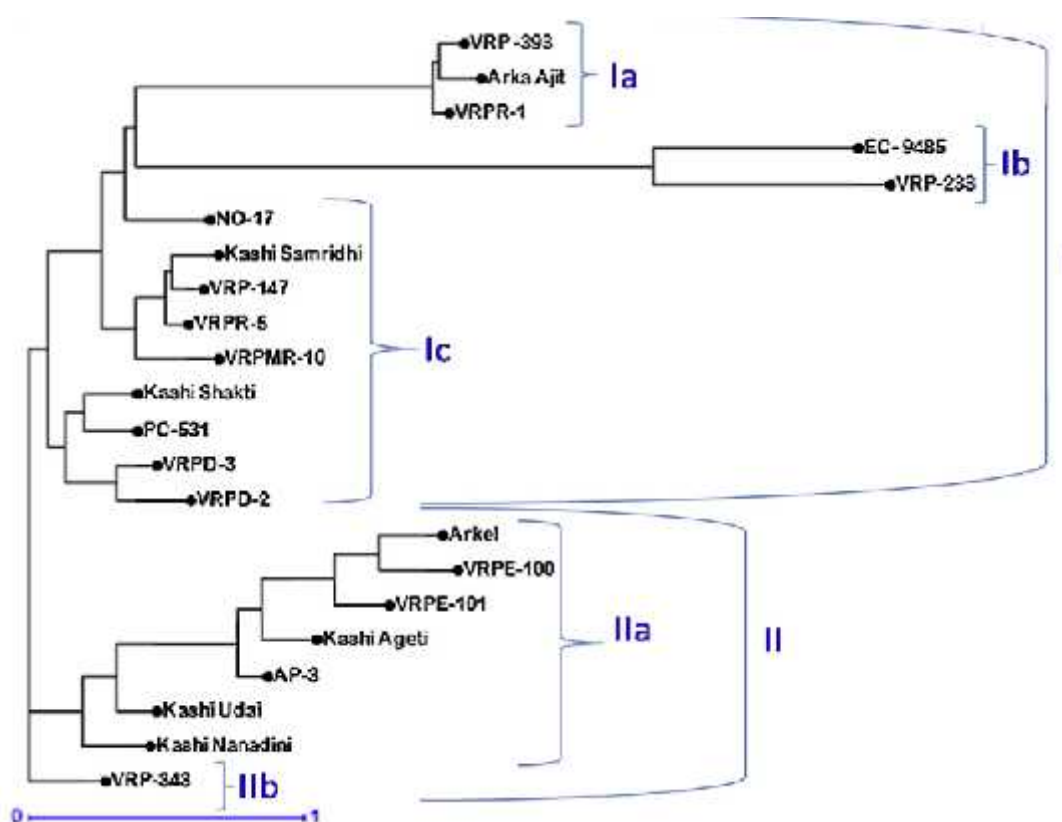 VRP-393
Arka Ajit
Ia
VRPR-1
EC-9485
Ib
VRP-233
NO-17
Kashi Samridhi
VRP-147
VRPR-5
Ic
VRPMR-10
Kashi Shakti
PC-531
VRPD-3
VRPD-2
Arkel
VRPE-100
VRPE-101
IIa
II
Kashi Ageti
AP-3
Kashi Udai
Kashi Nanadini
VRP-343
IIb
0 1